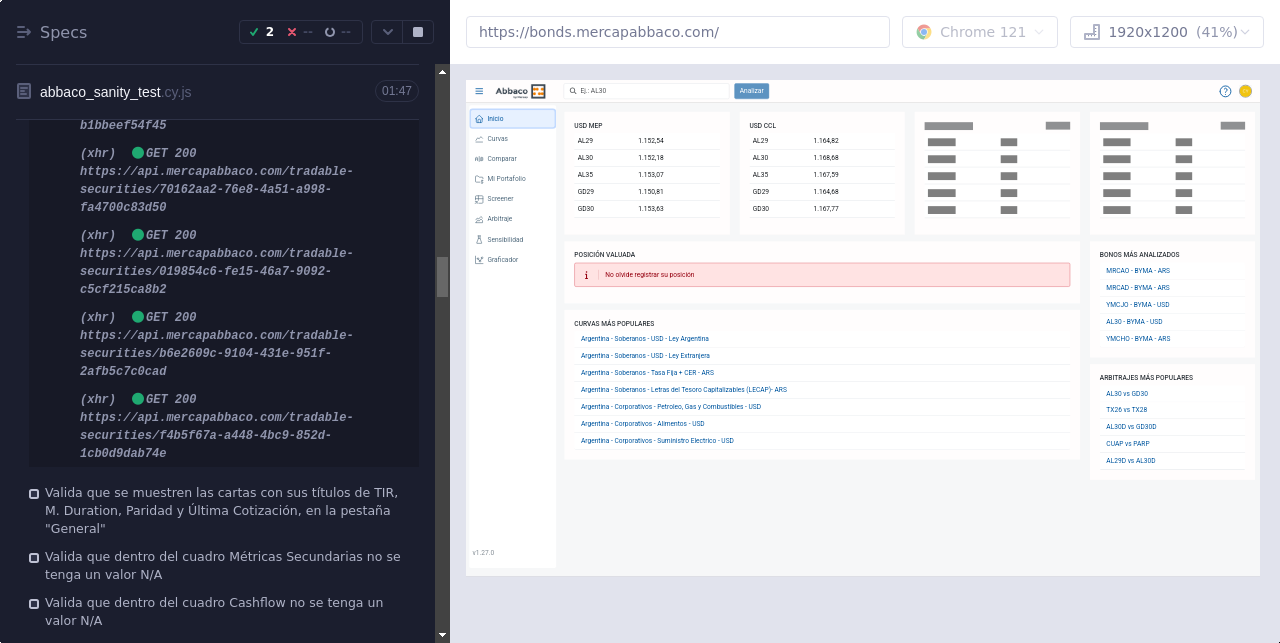 Specs
2
--
--
https://bonds.mercapabbaco.com/
Chrome 121
1920x1200 (41%)
abbaco_sanity_test.cy.js
01:47
b1bbeef54f45
(xhr) GET 200
https://api.mercapabbaco.com/tradable-
securities/70162aa2-76e8-4a51-a998-
fa4700c83d50
(xhr) GET 200
https://api.mercapabbaco.com/tradable-
securities/019854c6-fe15-46a7-9092-
c5cf215ca8b2
(xhr) GET 200
https://api.mercapabbaco.com/tradable-
securities/b6e2609c-9104-431e-951f-
2afb5c7c0cad
(xhr) GET 200
https://api.mercapabbaco.com/tradable-
securities/f4b5f67a-a448-4bc9-852d-
1cb0d9dab74e
Valida que se muestren las cartas con sus títulos de TIR,
M. Duration, Paridad y Última Cotización, en la pestaña
"General"
Valida que dentro del cuadro Métricas Secundarias no se
tenga un valor N/A
Valida que dentro del cuadro Cashflow no se tenga un
valor N/A
Abbaco
Ej.: AL30
Analizar
Inicio
Curvas
Comparar
Mi Portafolio
Screener
Arbitraje
Sensibilidad
Graficador
v1.27.0
USD MEP
AL29 1.152,54
AL30 1.152,18
AL35 1.153,07
GD29 1.150,81
GD30 1.153,63
USD CCL
AL29 1.164,82
AL30 1.168,68
AL35 1.167,59
GD29 1.164,68
GD30 1.167,77
POSICIÓN VALUADA
No olvide registrar su posición
CURVAS MÁS POPULARES
Argentina - Soberanos - USD - Ley Argentina
Argentina - Soberanos - USD - Ley Extranjera
Argentina - Soberanos - Tasa Fija + CER - ARS
Argentina - Soberanos - Letras del Tesoro Capitalizables (LECAP)- ARS
Argentina - Corporativos - Petroleo, Gas y Combustibles - USD
Argentina - Corporativos - Alimentos - USD
Argentina - Corporativos - Suministro Electrico - USD
BONOS MÁS ANALIZADOS
MRCAO - BYMA - ARS
MRCAD - BYMA - ARS
YMCJO - BYMA - USD
AL30 - BYMA - USD
YMCHO - BYMA - ARS
ARBITRAJES MÁS POPULARES
AL30 vs GD30
TX26 vs TX28
AL30D vs GD30D
CUAP vs PARP
AL29D vs AL30D